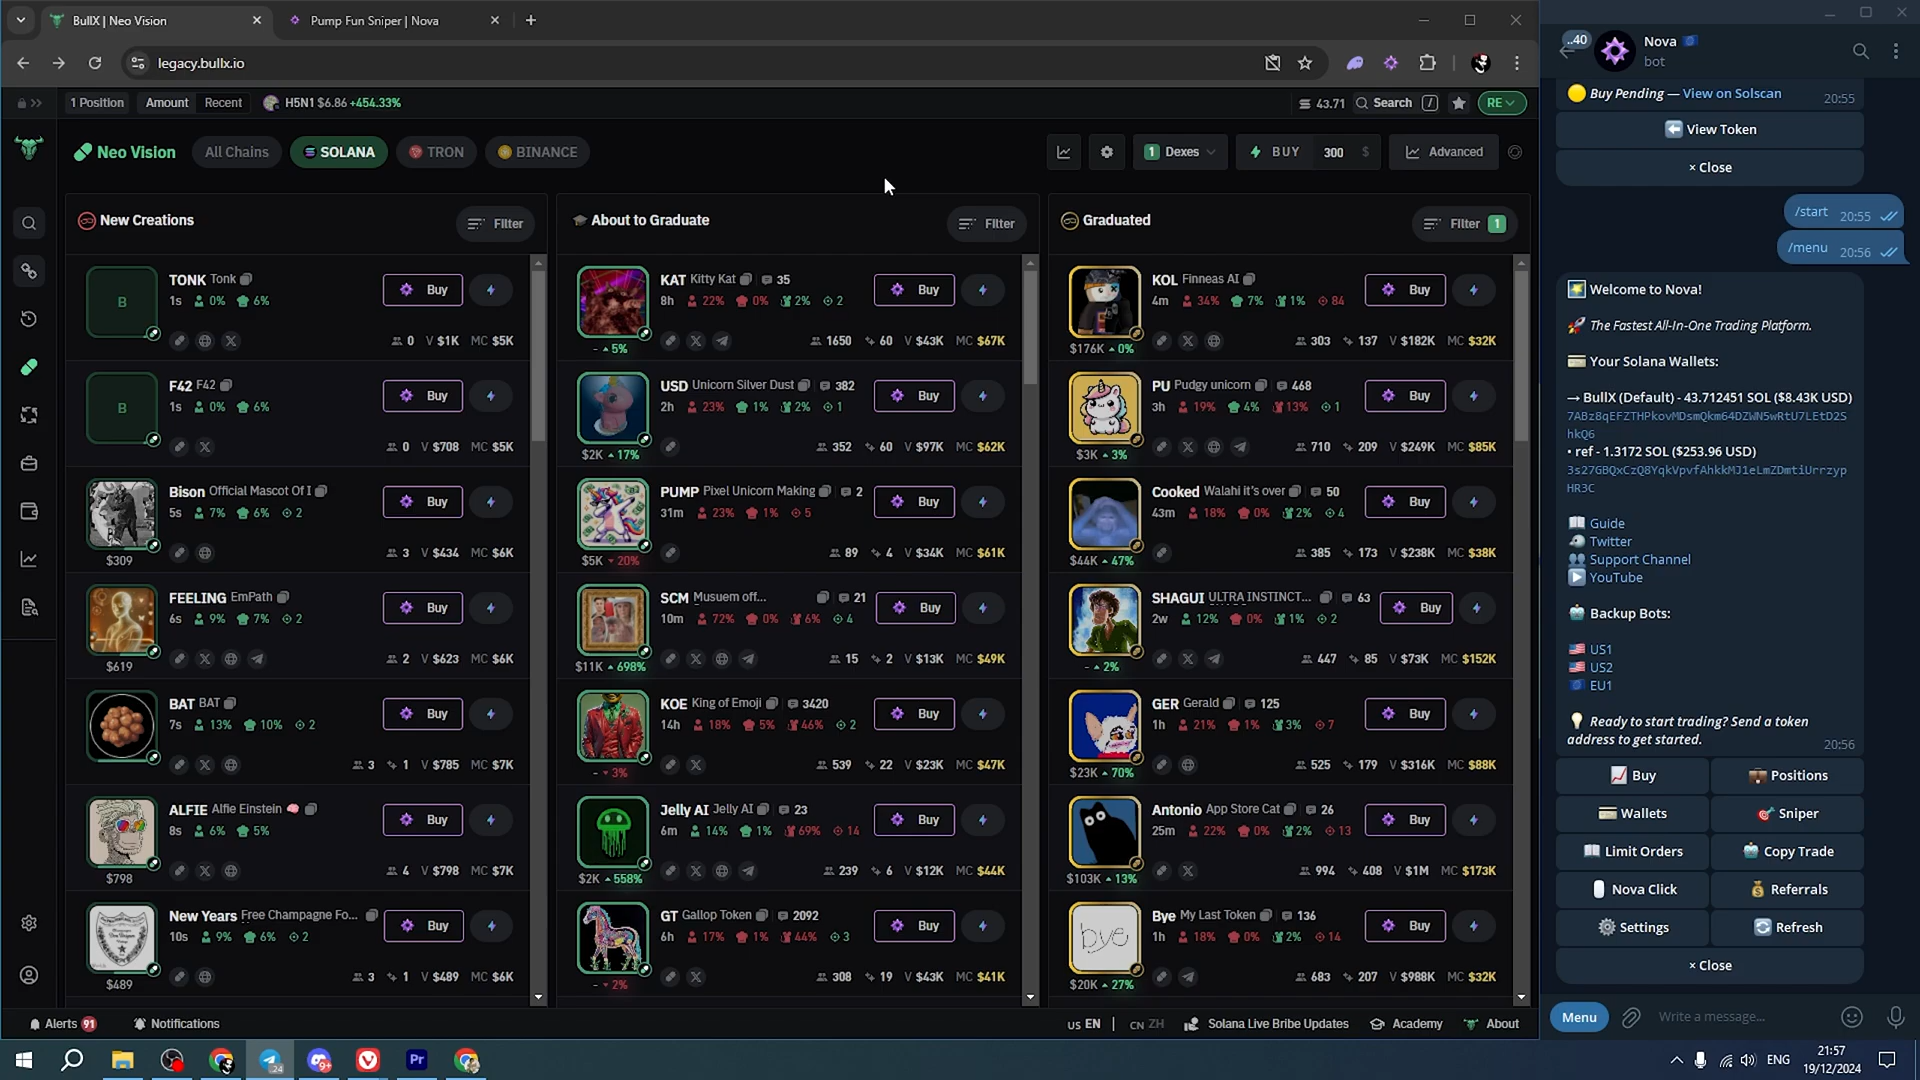 BullX | Neo Vision
Pump Fun Sniper | Nova
legacy.bullx.io
1 Position
Amount
Recent
H5N1 $6.86 +454.33%
43.71
Search
/
RE
Neo Vision
All Chains
SOLANA
TRON
BINANCE
1 Dexes
BUY 300 $
Advanced
New Creations
Filter
TONK Tonk
Buy
1s 0% 6%
0 V $1K MC $5K
B
F42 F42
Buy
1s 0% 6%
0 V $708 MC $5K
B
Bison Official Mascot Of I
Buy
5s 7% 6% 2
3 V $434 MC $6K
$309
FEELING EmPath
Buy
6s 9% 7% 2
2 V $623 MC $6K
$619
BAT BAT
Buy
7s 13% 10% 2
3 1 V $785 MC $7K
ALFIE Alfie Einstein 🧠
Buy
8s 6% 5%
4 V $798 MC $7K
$798
New Years Free Champagne Fo...
Buy
10s 9% 6% 2
3 1 V $489 MC $6K
$489
About to Graduate
Filter
KAT Kitty Kat 35
Buy
8h 22% 0% 2% 2
1650 60 V $43K MC $67K
- 5%
USD Unicorn Silver Dust 382
Buy
2h 23% 1% 2% 1
352 60 V $97K MC $62K
$2K 17%
PUMP Pixel Unicorn Making 2
Buy
31m 23% 1% 5
89 4 V $34K MC $61K
$5K 20%
SCM Musuem off... 21
Buy
10m 72% 0% 6% 4
15 2 V $13K MC $49K
$11K 698%
KOE King of Emoji 3420
Buy
14h 18% 5% 46% 2
539 22 V $23K MC $47K
- 3%
Jelly AI Jelly AI 23
Buy
6m 14% 1% 69% 14
239 6 V $12K MC $44K
$2K 558%
GT Gallop Token 2092
Buy
6h 17% 1% 44% 3
308 19 V $43K MC $41K
- 2%
Graduated
Filter 1
KOL Finneas AI
Buy
4m 34% 7% 1% 84
303 137 V $182K MC $32K
$176K 0%
PU Pudgy unicorn 468
Buy
3h 19% 4% 13% 1
710 209 V $249K MC $85K
$3K 3%
Cooked Walahi it's over 50
Buy
43m 18% 0% 2% 4
385 173 V $238K MC $38K
$44K 47%
SHAGUI ULTRA INSTINCT... 63
Buy
2w 12% 0% 1% 2
447 85 V $73K MC $152K
- 2%
GER Gerald 125
Buy
1h 21% 1% 3% 7
525 179 V $316K MC $88K
$23K 70%
Antonio App Store Cat 26
Buy
25m 22% 0% 2% 13
994 408 V $1M MC $173K
$103K 13%
Bye My Last Token 136
Buy
1h 18% 0% 2% 14
683 207 V $988K MC $32K
$20K 27%
bye
Alerts 91
Notifications
US EN
CN ZH
Solana Live Bribe Updates
Academy
About
..40
Nova
bot
Buy Pending — View on Solscan
20:55
View Token
× Close
/start 20:55
/menu 20:56
Welcome to Nova!
The Fastest All-In-One Trading Platform.
Your Solana Wallets:
→ BullX (Default) - 43.712451 SOL ($8.43K USD)
7ABz8qEFZTHPkovMDsmQkm64DZWN5wRtU7LEtD2S
hkQ6
• ref - 1.3172 SOL ($253.96 USD)
3s27GBQxCzQ8YqkVpvfAhkkMJ1eLmZDmtiUrrzyp
HR3C
Guide
Twitter
Support Channel
YouTube
Backup Bots:
US1
US2
EU1
Ready to start trading? Send a token
address to get started.
20:56
Buy
Positions
Wallets
Sniper
Limit Orders
Copy Trade
Nova Click
Referrals
Settings
Refresh
× Close
Menu
Write a message...
24
9+
Pr
ENG
21:57
19/12/2024